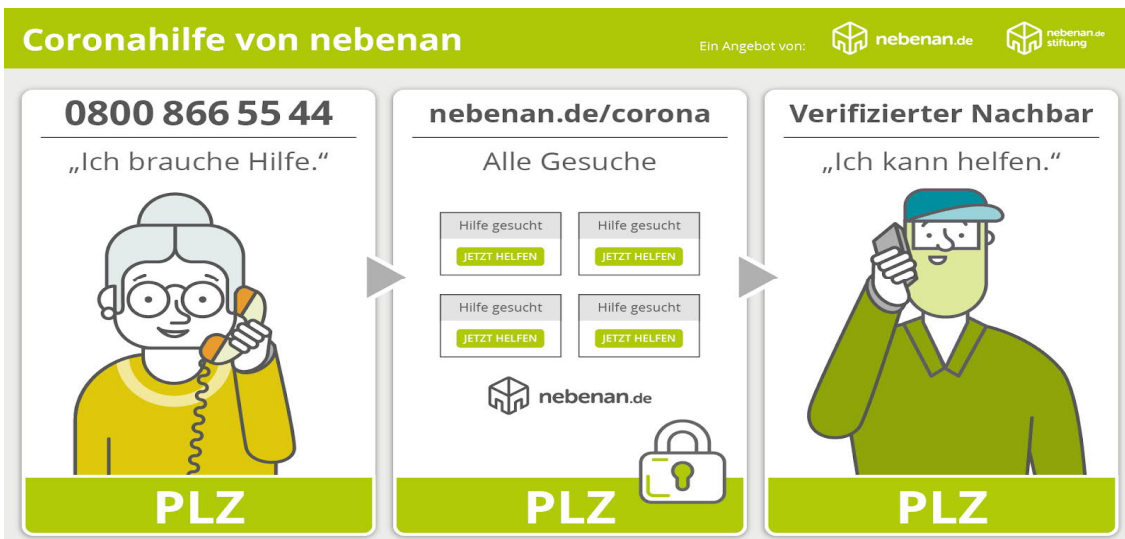 Coronahilfe von nebenan
Ein Angebot von:
nebenan.de
nebenan.de
stiftung
0800 866 55 44
„Ich brauche Hilfe.“
PLZ
nebenan.de/corona
Alle Gesuche
Hilfe gesucht
JETZT HELFEN
Hilfe gesucht
JETZT HELFEN
Hilfe gesucht
JETZT HELFEN
Hilfe gesucht
JETZT HELFEN
nebenan.de
PLZ
Verifizierter Nachbar
„Ich kann helfen.“
PLZ